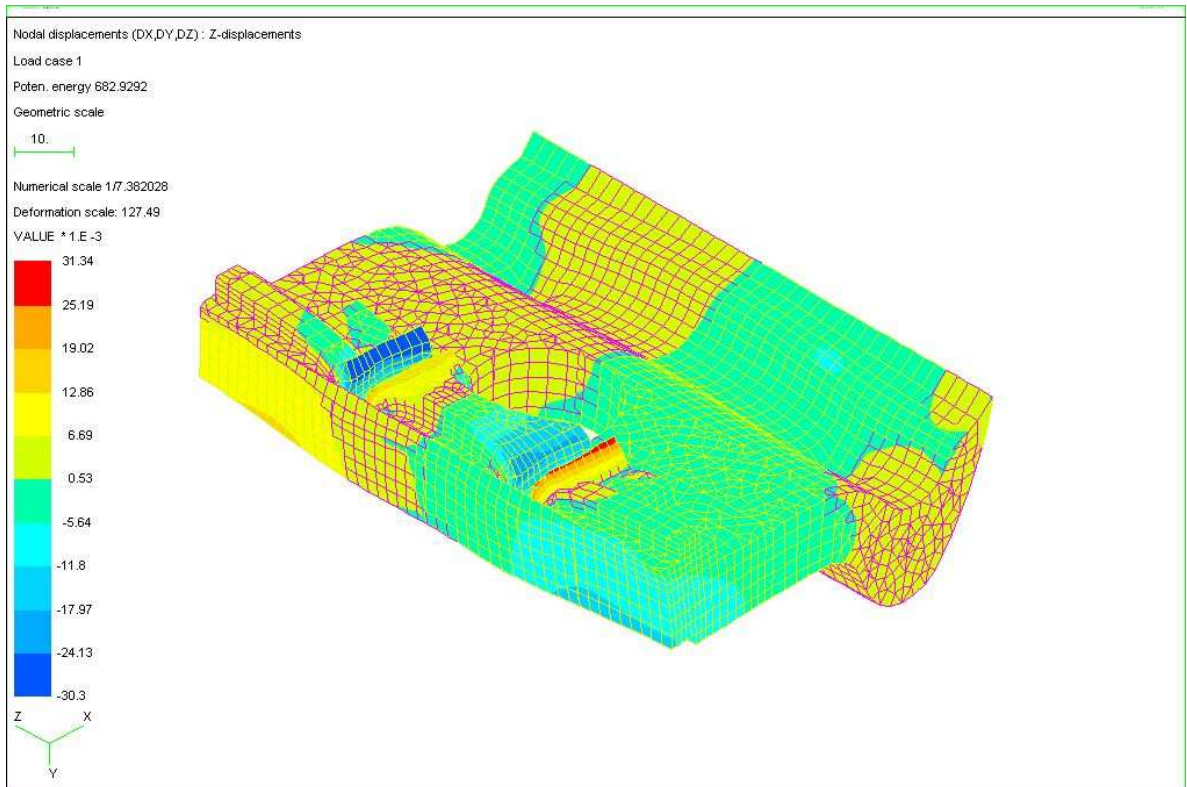 Nodal displacements (DX,DY,DZ) : Z-displacements
Load case 1
Poten. energy 682.9292
Geometric scale
10.
Numerical scale 1/7.382028
Deformation scale: 127.49
VALUE * 1.E -3
31.34
25.19
19.02
12.86
6.69
0.53
-5.64
-11.8
-17.97
-24.13
-30.3
Z X
Y